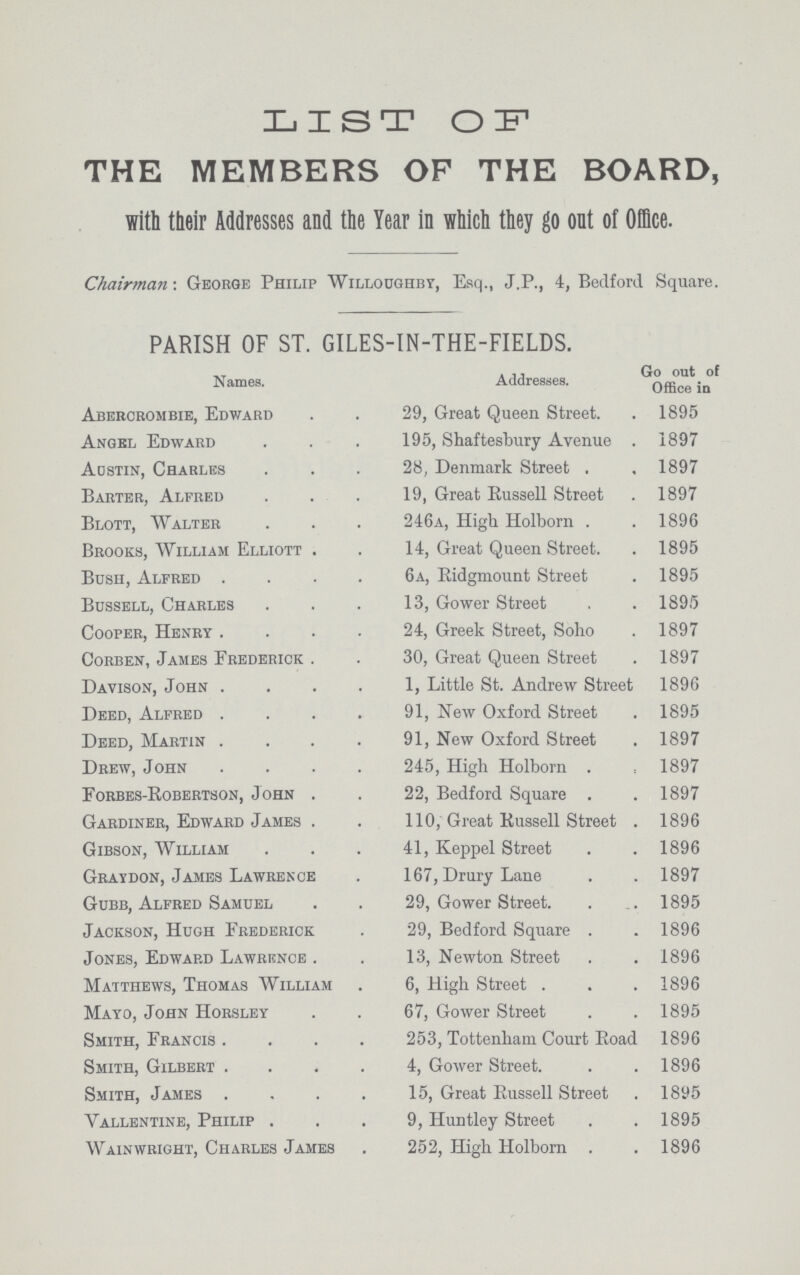 LIST OF
THE MEMBERS OF THE BOARD,
with their Addresses and the Year in which they go out of Office.
Chairman: GEORGE PHILIP WILLOUGHBY, Esq., J.P., 4, Bedford Square.
PARISH OF ST. GILES-IN-THE-FIELDS.
Names. Addresses. Go out of Office in
ABERCROMBIE, EDWARD . . 29, Great Queen Street. . 1895
ANGEL EDWARD . . . 195, Shaftesbury Avenue . 1897
AUSTIN, CHARLES . . . 28, Denmark Street . . 1897
BARTER, ALFRED . . . 19, Great Russell Street . 1897
BLOTT, WALTER . . . 246A, High Holborn . . 1896
BROOKS, WILLIAM ELLIOTT . . 14, Great Queen Street. . 1895
BUSH, ALFRED . . . . 6A, Ridgmount Street . 1895
BUSSELL, CHARLES . . . 13, Gower Street . . 1895
COOPER, HENRY . . . . 24, Greek Street, Soho . 1897
CORBEN, JAMES FREDERICK . . 30, Great Queen Street . 1897
DAVISON, JOHN . . . . 1, Little St. Andrew Street 1896
DEED, ALFRED . . . . 91, New Oxford Street . 1895
DEED, MARTIN . . . . 91, New Oxford Street . 1897
DREW, JOHN . . . . 245, High Holborn . . 1897
FORBES-ROBERTSON, JOHN . . 22, Bedford Square . . 1897
GARDINER, EDWARD JAMES . . 110, Great Russell Street . 1896
GIBSON, WILLIAM . . . 41, Keppel Street . . 1896
GRAYDON, JAMES LAWRENCE . 167, Drury Lane . . 1897
GUBB, ALFRED SAMUEL . . 29, Gower Street. . . 1895
JACKSON, HUGH FREDERICK . 29, Bedford Square . . 1896
JONES, EDWARD LAWRENCE . . 13, Newton Street . . 1896
MATTHEWS, THOMAS WILLIAM . 6, High Street . . . 1896
MAYO, JOHN HORSLEY . . 67, Gower Street . . 1895
SMITH, FRANCIS . . . . 253, Tottenham Court Road 1896
SMITH, GILBERT . . . . 4, Gower Street. . . 1896
SMITH, JAMES . . . . 15, Great Russell Street . 1895
VALLENTINE, PHILIP . . . 9, Huntley Street . . 1895
WAINWRIGHT, CHARLES JAMES . 252, High Holborn . . 1896